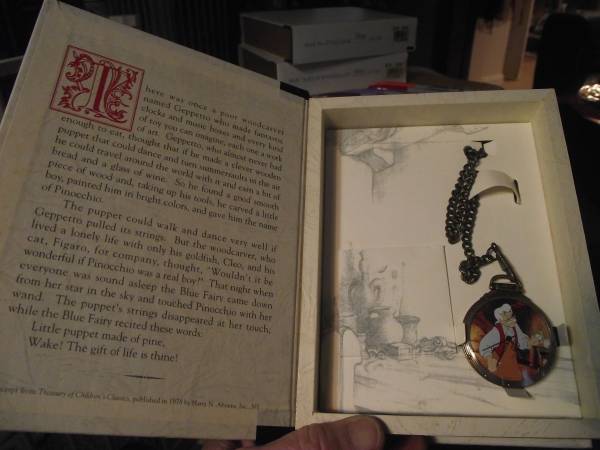 There was once a poor woodcarver
named Geppetto who made fantastic
clocks and music boxes and every kind
of toy you can imagine, each one a work
of art. Geppetto, who almost never had
enough to eat, thought that if he made a clever wooden
puppet that could dance and turn somersaults in the air
he could travel around the world with it and earn a bit of
bread and a glass of wine. So he found a good smooth
piece of wood and, taking up his tools, he carved a little
boy, painted him in bright colors, and gave him the name
of Pinocchio.
The puppet could walk and dance very well if
Geppetto pulled its strings. But the woodcarver, who
lived a lonely life with only his goldfish, Cleo, and his
cat, Figaro, for company, thought, "Wouldn't it be
wonderful if Pinocchio was a real boy?" That night when
everyone was sound asleep the Blue Fairy came down
from her star in the sky and touched Pinocchio with her
wand. The puppet's strings disappeared at her touch,
while the Blue Fairy recited these words:
Little puppet made of pine,
Wake! The gift of life is thine!
Treasury of Children's Classics, published in 1978 by Harry N. Abrams, Inc.